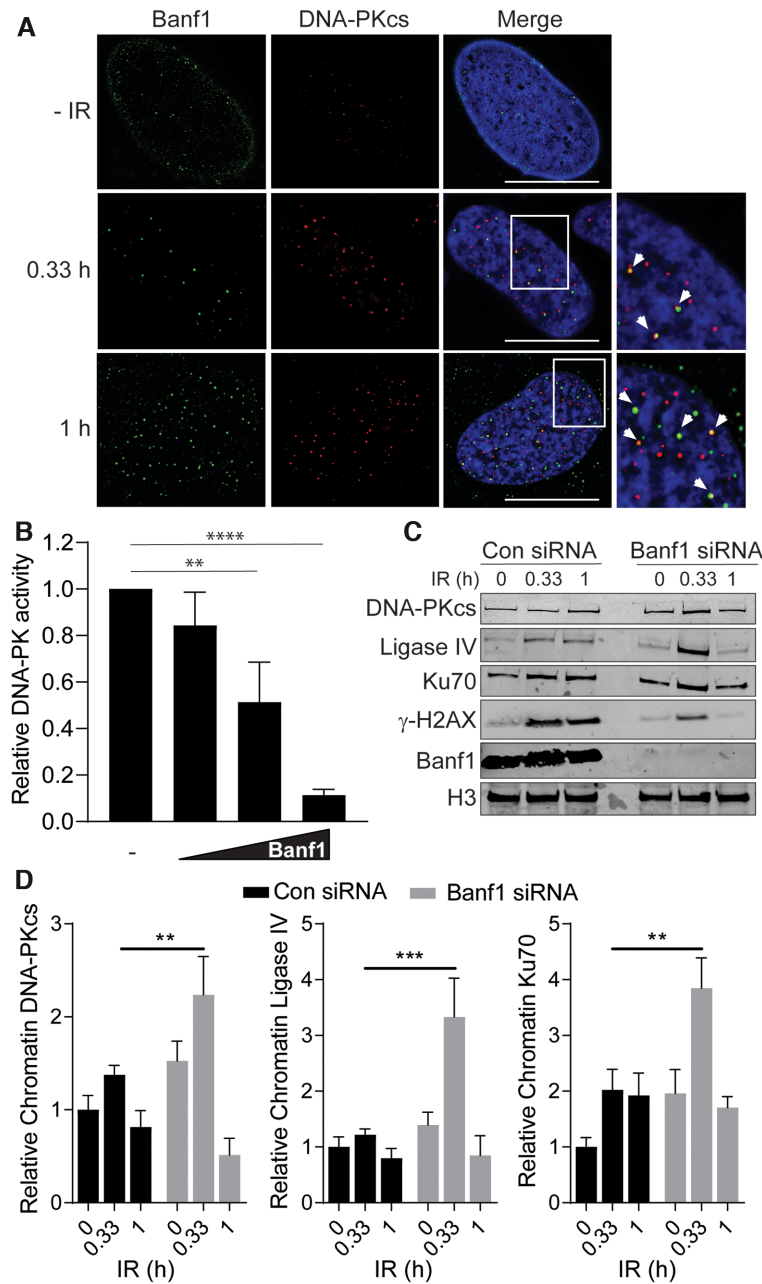 A
Banf1 DNA-PKcs Merge
- IR
0.33 h
1 h
B
Relative DNA-PK activity
1.2
1.0
0.8
0.6
0.4
0.2
0.0
****
**
- Banf1
C
Con siRNA Banf1 siRNA
IR (h) 0 0.33 1 0 0.33 1
DNA-PKcs
Ligase IV
Ku70
γ-H2AX
Banf1
H3
D
Con siRNA Banf1 siRNA
Relative Chromatin DNA-PKcs
3
2
1
0
**
0 0.33 1 0 0.33 1
IR (h)
Relative Chromatin Ligase IV
5
4
3
2
1
0
***
0 0.33 1 0 0.33 1
IR (h)
Relative Chromatin Ku70
5
4
3
2
1
0
**
0 0.33 1 0 0.33 1
IR (h)